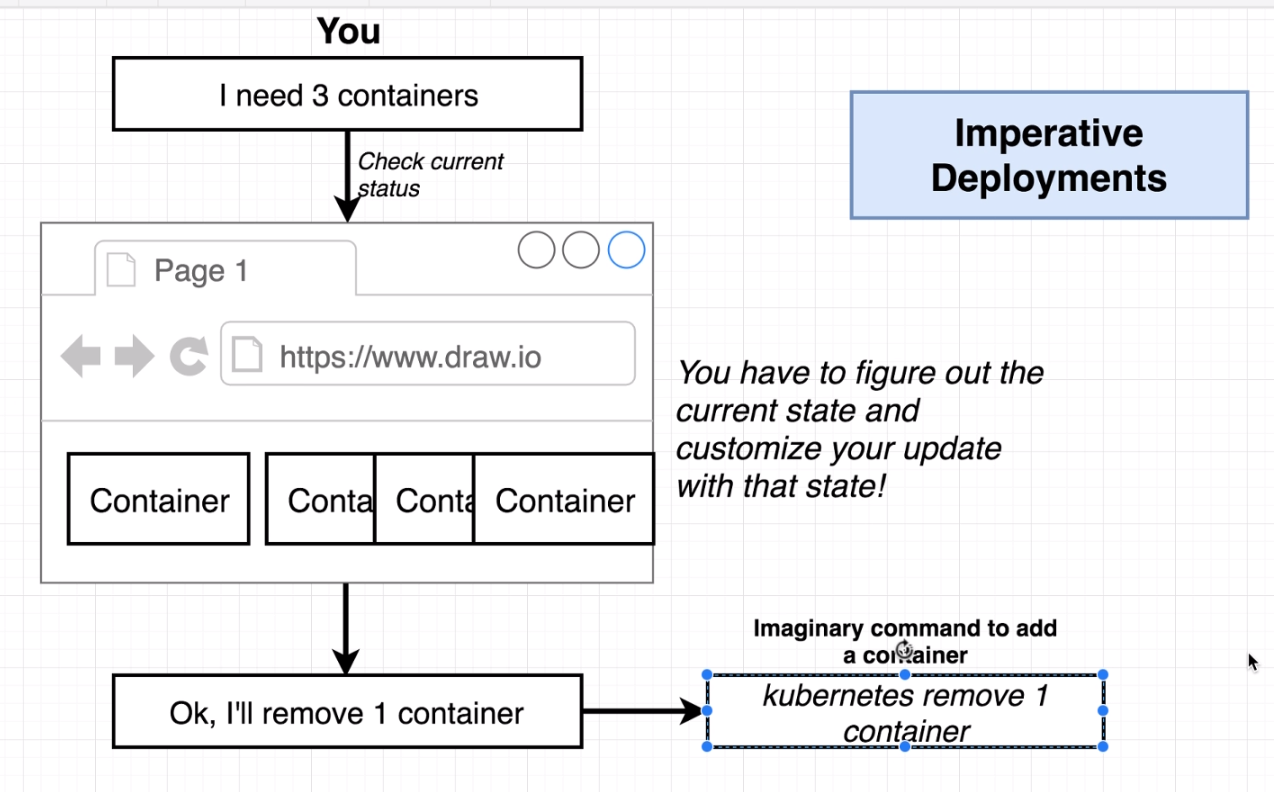 You
I need 3 containers
Imperative
Deployments
Check current
status
Page 1
https://www.draw.io
You have to figure out the
current state and
customize your update
with that state!
Container
Conta
Conta
Container
Imaginary command to add
a container
Ok, I'll remove 1 container
kubernetes remove 1
container